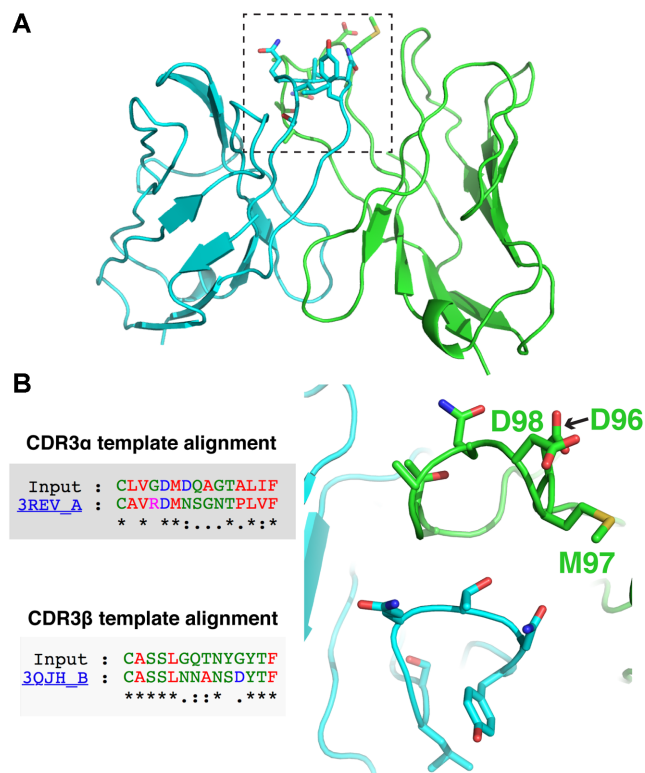 A
B
CDR3α template alignment
Input : CLVGDMDQAGTALIF
3REV_A : CAVRDMNSGNTPLVF
* * **:...*.*:*
CDR3β template alignment
Input : CASSLGQTNYGYTF
3QJH_B : CASSLNNANSDYTF
*****.::* .***
D98
D96
M97